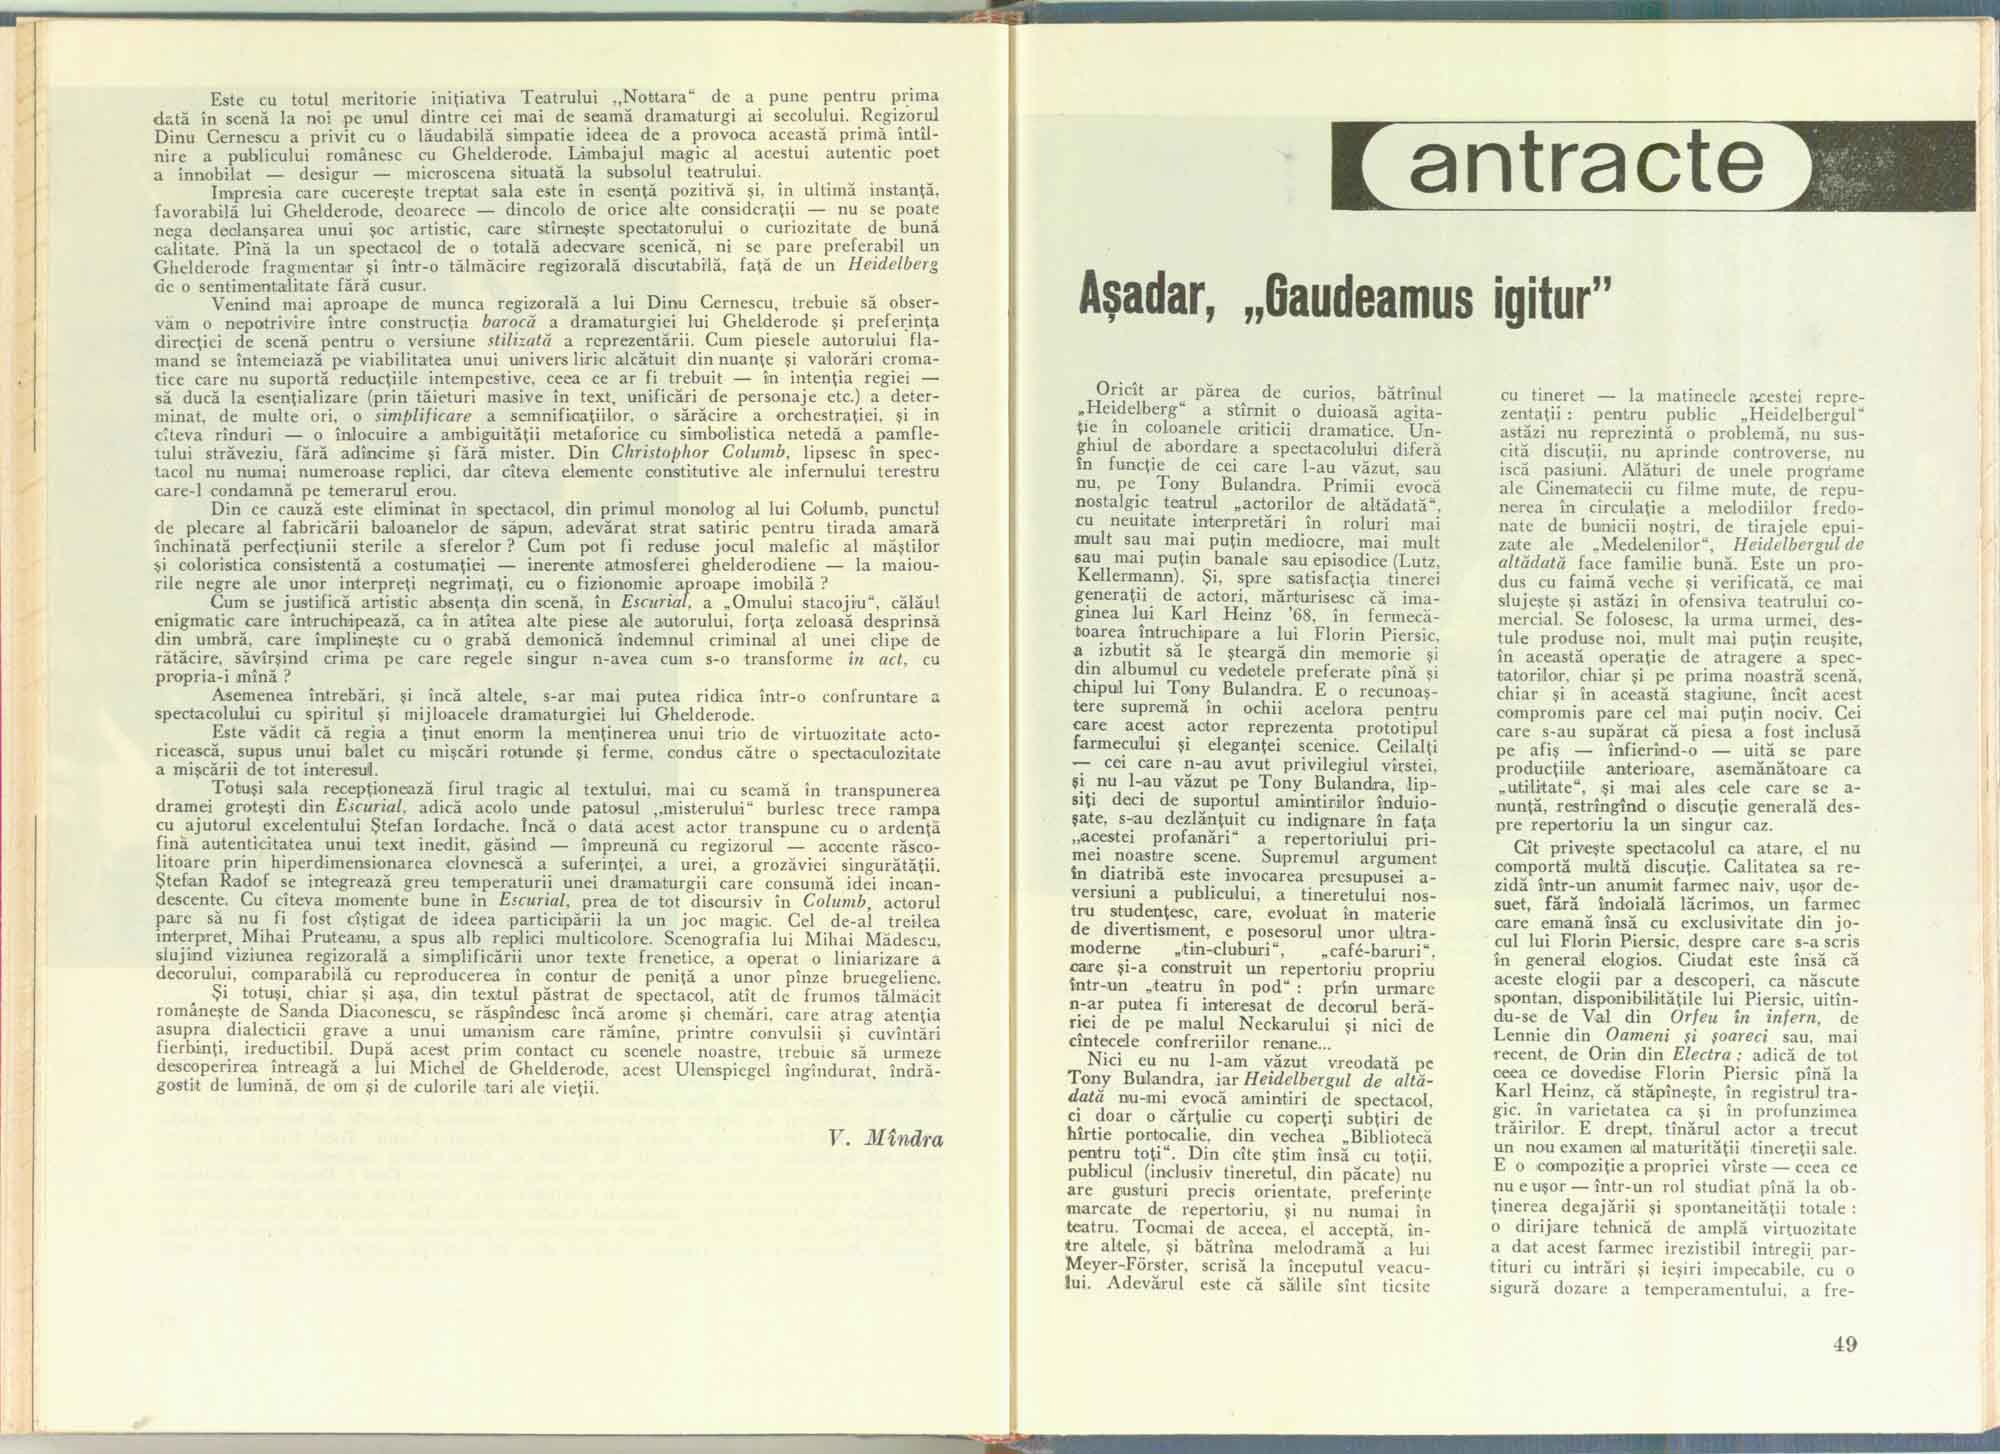 Este cu totul meritorie inițiativa Teatrului „Nottara“ de a pune pentru prima
dată în scenă la noi pe unul dintre cei mai de seamă dramaturgi ai secolului. Regizorul
Dinu Cernescu a privit cu o lăudabilă simpatie ideea de a provoca această primă întîl-
nire a publicului românesc cu Ghelderode. Limbajul magic al acestui autentic poet
a înnobilat — desigur — microscena situată la subsolul teatrului.
Impresia care cucerește treptat sala este în esență pozitivă și, în ultimă instanță,
favorabilă lui Ghelderode, deoarece — dincolo de orice alte considerații — nu se poate
nega declanșarea unui șoc artistic, care stîrnește spectatorului o curiozitate de bună
calitate. Pînă la un spectacol de o totală adecvare scenică, ni se pare preferabil un
Ghelderode fragmentar și într-o tălmăcire regizorală discutabilă, față de un Heidelberg
de o sentimentalitate fără cusur.
Venind mai aproape de munca regizorală a lui Dinu Cernescu, trebuie să obser-
văm o nepotrivire între construcția barocă a dramaturgiei lui Ghelderode și preferința
direcției de scenă pentru o versiune stilizată a reprezentării. Cum piesele autorului fla-
mand se întemeiază pe viabilitatea unui univers liric alcătuit din nuanțe și valorări croma-
tice care nu suportă reducțiile intempestive, ceea ce ar fi trebuit — în intenția regiei —
să ducă la esențializare (prin tăieturi masive în text, unificări de personaje etc.) a deter-
minat, de multe ori, o simplificare a semnificațiilor, o sărăcire a orchestrației, și in
cîteva rînduri — o înlocuire a ambiguității metaforice cu simbolistica netedă a pamfle-
tului străveziu, fără adîncime și fără mister. Din Christophor Columb, lipsesc în spec-
tacol nu numai numeroase replici, dar cîteva elemente constitutive ale infernului terestru
care-l condamnă pe temerarul erou.
Din ce cauză este eliminat în spectacol, din primul monolog al lui Columb, punctul
de plecare al fabricării baloanelor de săpun, adevărat strat satiric pentru tirada amară
închinată perfecțiunii sterile a sferelor ? Cum pot fi reduse jocul malefic al măștilor
și coloristica consistentă a costumației — inerente atmosferei ghelderodiene — la maiou-
rile negre ale unor interpreți negrimați, cu o fizionomie aproape imobilă ?
Cum se justifică artistic absența din scenă, în Escurial, a „Omului stacojiu“, călăul
enigmatic care întruchipează, ca în atîtea alte piese ale autorului, forța zeloasă desprinsă
din umbră, care împlinește cu o grabă demonică îndemnul criminal al unei clipe de
rătăcire, săvîrșind crima pe care regele singur n-avea cum s-o transforme în act, cu
propria-i mînă ?
Asemenea întrebări, și încă altele, s-ar mai putea ridica într-o confruntare a
spectacolului cu spiritul și mijloacele dramaturgiei lui Ghelderode.
Este vădit că regia a ținut enorm la menținerea unui trio de virtuozitate acto-
ricească, supus unui balet cu mișcări rotunde și ferme, condus către o spectaculozitate
a mișcării de tot interesul.
Totuși sala recepționează firul tragic al textului, mai cu seamă în transpunerea
dramei grotești din Escurial, adică acolo unde patosul „misterului“ burlesc trece rampa
cu ajutorul excelentului Ștefan Iordache. Încă o dată acest actor transpune cu o ardență
fină autenticitatea unui text inedit, găsind — împreună cu regizorul — accente răsco-
litoare prin hiperdimensionarea clovnescă a suferinței, a urei, a grozăviei singurătății.
Ștefan Radof se integrează greu temperaturii unei dramaturgii care consumă idei incan-
descente. Cu cîteva momente bune în Escurial, prea de tot discursiv în Columb, actorul
pare să nu fi fost cîștigat de ideea participării la un joc magic. Cel de-al treilea
interpret, Mihai Pruteanu, a spus alb replici multicolore. Scenografia lui Mihai Mădescu,
slujind viziunea regizorală a simplificării unor texte frenetice, a operat o liniarizare a
decorului, comparabilă cu reproducerea în contur de peniță a unor pînze bruegeliene.
Și totuși, chiar și așa, din textul păstrat de spectacol, atît de frumos tălmăcit
românește de Sanda Diaconescu, se răspîndesc încă arome și chemări, care atrag atenția
asupra dialecticii grave a unui umanism care rămîne, printre convulsii și cuvîntări
fierbinți, ireductibil. După acest prim contact cu scenele noastre, trebuie să urmeze
descoperirea întreagă a lui Michel de Ghelderode, acest Ulenspiegel îngîndurat, îndră-
gostit de lumină, de om și de culorile tari ale vieții.
V. Mîndra
antracte
Așadar, „Gaudeamus igitur”
Oricît ar părea de curios, bătrînul
„Heidelberg“ a stîrnit o duioasă agita-
ție în coloanele criticii dramatice. Un-
ghiul de abordare a spectacolului diferă
în funcție de cei care l-au văzut, sau
nu, pe Tony Bulandra. Primii evocă
nostalgic teatrul „actorilor de altădată“,
cu neuitate interpretări în roluri mai
mult sau mai puțin mediocre, mai mult
sau mai puțin banale sau episodice (Lutz,
Kellermann). Și, spre satisfacția tinerei
generații de actori, mărturisesc că ima-
ginea lui Karl Heinz '68, în fermecă-
toarea întruchipare a lui Florin Piersic,
a izbutit să le șteargă din memorie și
din albumul cu vedetele preferate pînă și
chipul lui Tony Bulandra. E o recunoaș-
tere supremă în ochii acelora pentru
care acest actor reprezenta prototipul
farmecului și eleganței scenice. Ceilalți
— cei care n-au avut privilegiul vîrstei,
și nu l-au văzut pe Tony Bulandra, lip-
siți deci de suportul amintirilor înduio-
șate, s-au dezlănțuit cu indignare în fața
„acestei profanări“ a repertoriului pri-
mei noastre scene. Supremul argument
în diatribă este invocarea presupusei a-
versiuni a publicului, a tineretului nos-
tru studențesc, care, evoluat în materie
de divertisment, e posesorul unor ultra-
moderne „tin-cluburi“, „café-baruri“,
care și-a construit un repertoriu propriu
într-un „teatru în pod“ : prin urmare
n-ar putea fi interesat de decorul beră-
riei de pe malul Neckarului și nici de
cîntecele confreriilor renane...
Nici eu nu l-am văzut vreodată pe
Tony Bulandra, iar Heidelbergul de altă-
dată nu-mi evocă amintiri de spectacol,
ci doar o cărțulie cu coperți subțiri de
hîrtie portocalie, din vechea „Bibliotecă
pentru toți“. Din cîte știm însă cu toții,
publicul (inclusiv tineretul, din păcate) nu
are gusturi precis orientate, preferințe
marcate de repertoriu, și nu numai în
teatru. Tocmai de aceea, el acceptă, în-
tre altele, și bătrîna melodramă a lui
Meyer-Förster, scrisă la începutul veacu-
lui. Adevărul este că sălile sînt ticsite
cu tineret — la matineele acestei repre-
zentații : pentru public „Heidelbergul“
astăzi nu reprezintă o problemă, nu sus-
cită discuții, nu aprinde controverse, nu
iscă pasiuni. Alături de unele programe
ale Cinematecii cu filme mute, de repu-
nerea în circulație a melodiilor fredo-
nate de bunicii noștri, de tirajele epui-
zate ale „Medelenilor“, Heidelbergul de
altădată face familie bună. Este un pro-
dus cu faimă veche și verificată, ce mai
slujește și astăzi în ofensiva teatrului co-
mercial. Se folosesc, la urma urmei, des-
tule produse noi, mult mai puțin reușite,
în această operație de atragere a spec-
tatorilor, chiar și pe prima noastră scenă,
chiar și în această stagiune, încît acest
compromis pare cel mai puțin nociv. Cei
care s-au supărat că piesa a fost inclusă
pe afiș — înfierînd-o — uită se pare
producțiile anterioare, asemănătoare ca
„utilitate“, și mai ales cele care se a-
nunță, restrîngînd o discuție generală des-
pre repertoriu la un singur caz.
Cît privește spectacolul ca atare, el nu
comportă multă discuție. Calitatea sa re-
zidă într-un anumit farmec naiv, ușor de-
suet, fără îndoială lăcrimos, un farmec
care emană însă cu exclusivitate din jo-
cul lui Florin Piersic, despre care s-a scris
în general elogios. Ciudat este însă că
aceste elogii par a descoperi, ca născute
spontan, disponibilitățile lui Piersic, uitîn-
du-se de Val din Orfeu în infern, de
Lennie din Oameni și șoareci sau, mai
recent, de Orin din Electra ; adică de tot
ceea ce dovedise Florin Piersic pînă la
Karl Heinz, că stăpînește, în registrul tra-
gic, în varietatea ca și în profunzimea
trăirilor. E drept, tînărul actor a trecut
un nou examen al maturității tinereții sale.
E o compoziție a propriei vîrste — ceea ce
nu e ușor — într-un rol studiat pînă la ob-
ținerea degajării și spontaneității totale :
o dirijare tehnică de amplă virtuozitate
a dat acest farmec irezistibil întregii par-
tituri cu intrări și ieșiri impecabile, cu o
sigură dozare a temperamentului, a fre-
49